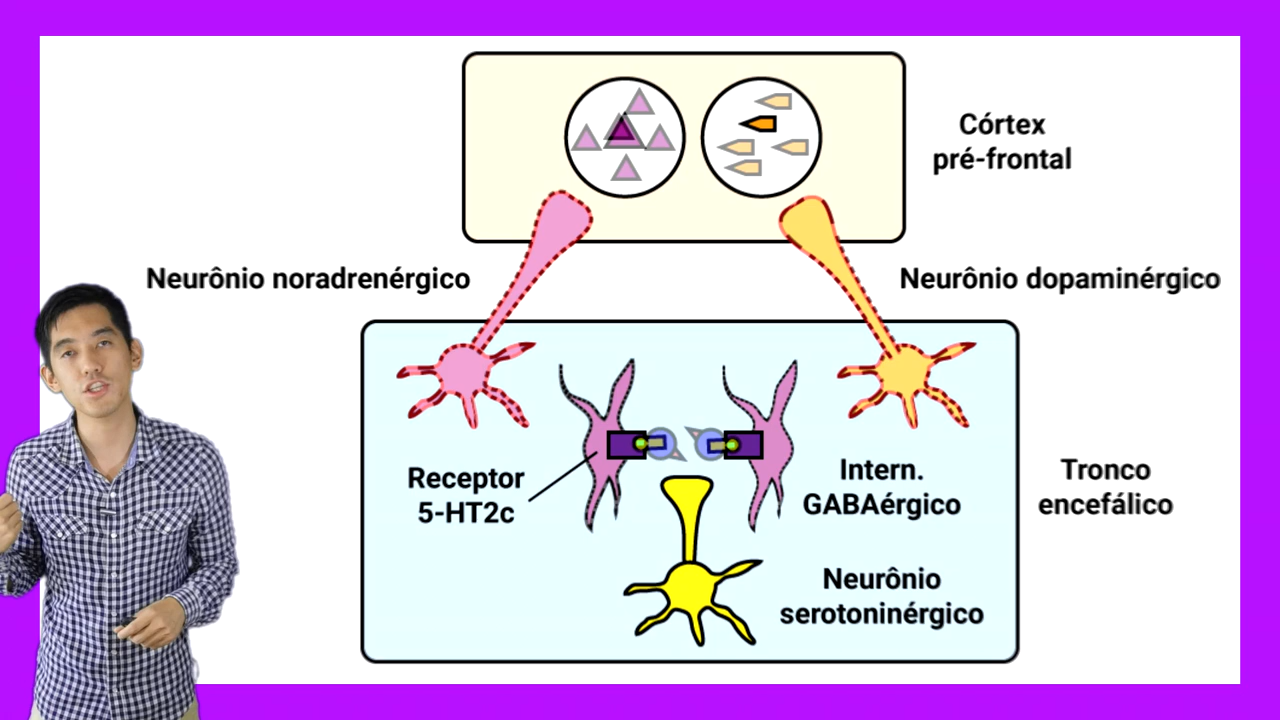 Córtex
pré-frontal
Neurônio noradrenérgico
Neurônio dopaminérgico
Receptor
5-HT2c
Intern.
GABAérgico
Tronco
encefálico
Neurônio
serotoninérgico